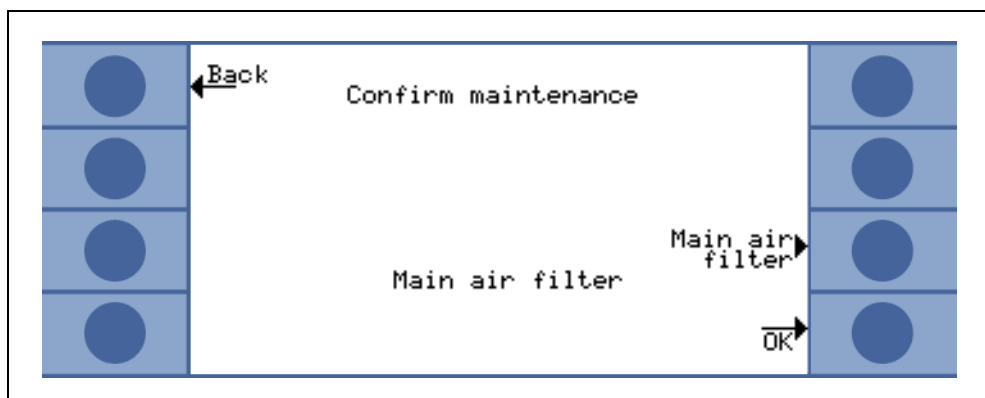 Back
Confirm maintenance
Main air
filter
Main air filter
OK